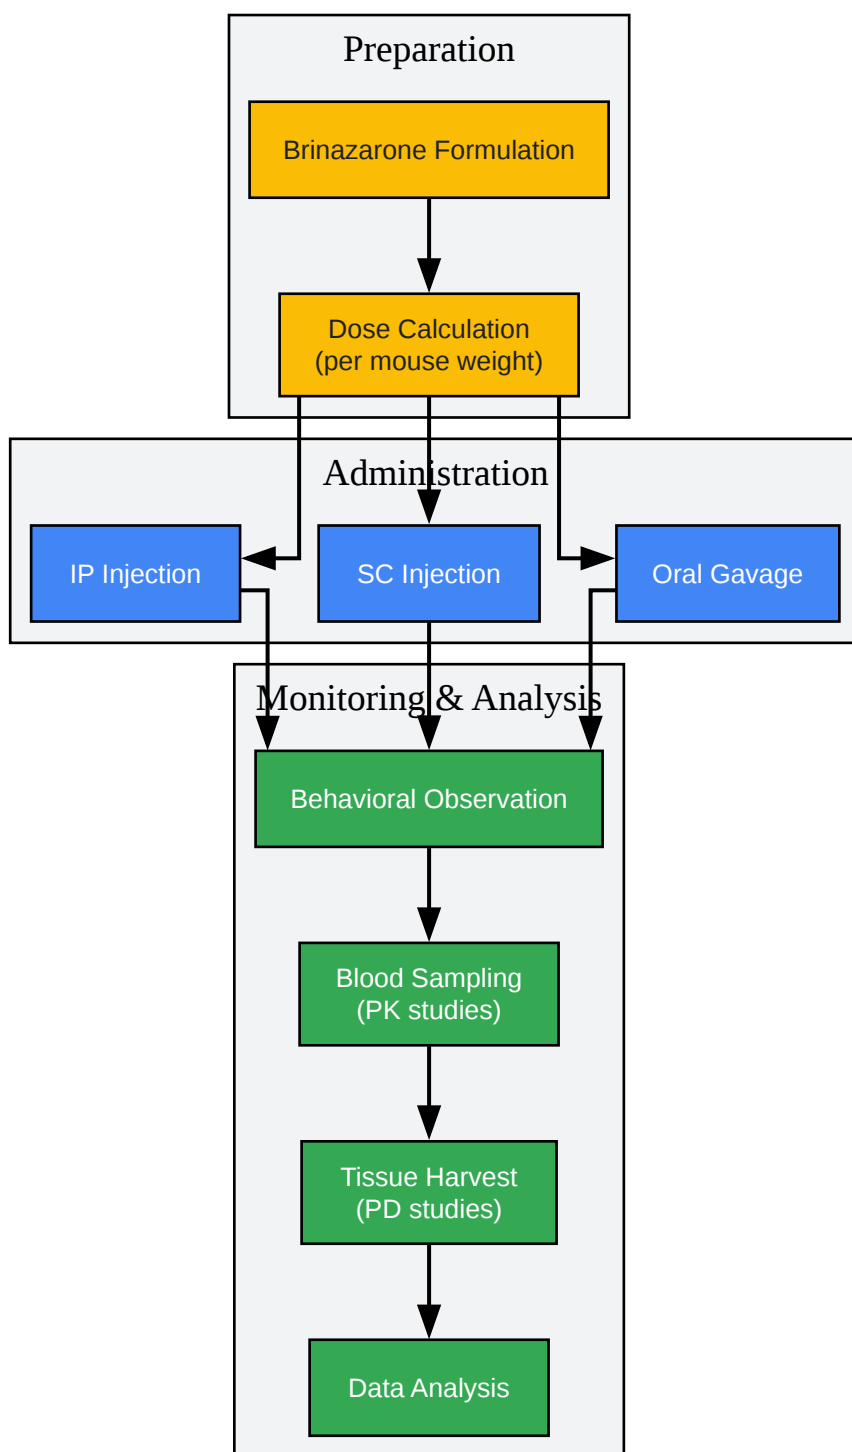 Preparation
Brinazarone Formulation
Dose Calculation
(per mouse weight)
Administration
IP Injection
SC Injection
Oral Gavage
Monitoring & Analysis
Behavioral Observation
Blood Sampling
(PK studies)
Tissue Harvest
(PD studies)
Data Analysis